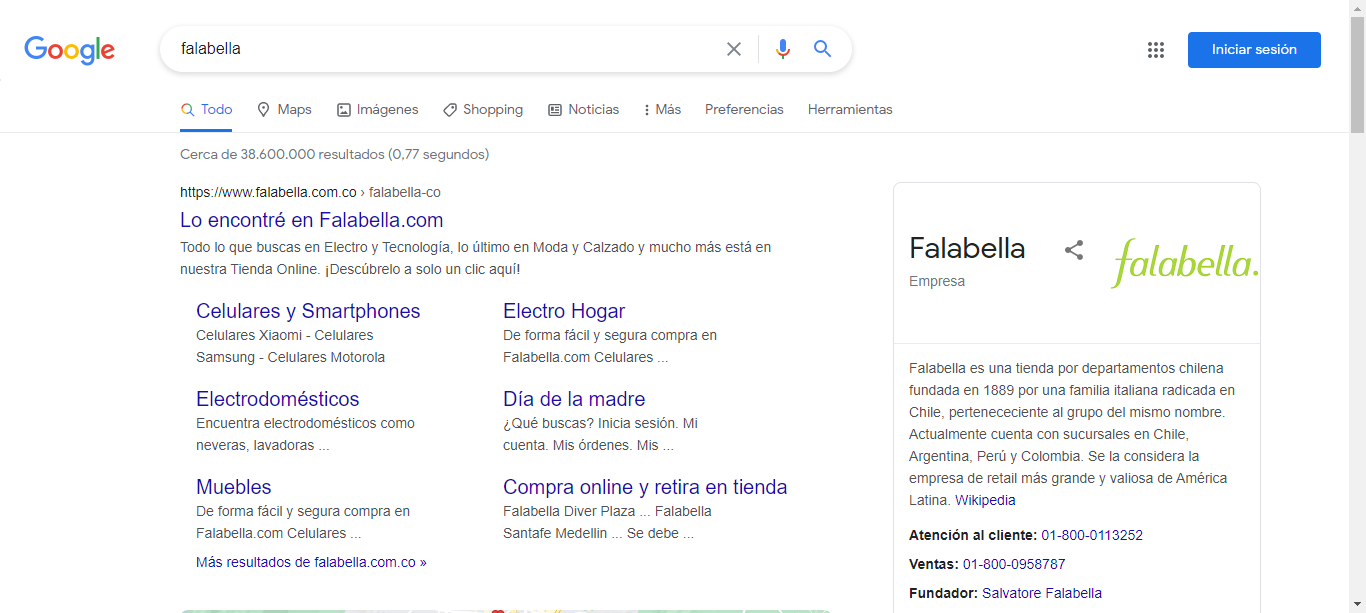 Google
falabella
Iniciar sesión
Todo
Maps
Imágenes
Shopping
Noticias
Más
Preferencias
Herramientas
Cerca de 38.600.000 resultados (0,77 segundos)
https://www.falabella.com.co › falabella-co
Lo encontré en Falabella.com
Todo lo que buscas en Electro y Tecnología, lo último en Moda y Calzado y mucho más está en
nuestra Tienda Online. ¡Descúbrelo a solo un clic aquí!
Celulares y Smartphones
Celulares Xiaomi - Celulares
Samsung - Celulares Motorola
Electro Hogar
De forma fácil y segura compra en
Falabella.com Celulares ...
Electrodomésticos
Encuentra electrodomésticos como
neveras, lavadoras ...
Día de la madre
¿Qué buscas? Inicia sesión. Mi
cuenta. Mis órdenes. Mis ...
Muebles
De forma fácil y segura compra en
Falabella.com Celulares ...
Compra online y retira en tienda
Falabella Diver Plaza ... Falabella
Santafe Medellin ... Se debe ...
Más resultados de falabella.com.co »
Falabella
Empresa
falabella.
Falabella es una tienda por departamentos chilena
fundada en 1889 por una familia italiana radicada en
Chile, pertenececiente al grupo del mismo nombre.
Actualmente cuenta con sucursales en Chile,
Argentina, Perú y Colombia. Se la considera la
empresa de retail más grande y valiosa de América
Latina. Wikipedia
Atención al cliente: 01-800-0113252
Ventas: 01-800-0958787
Fundador: Salvatore Falabella